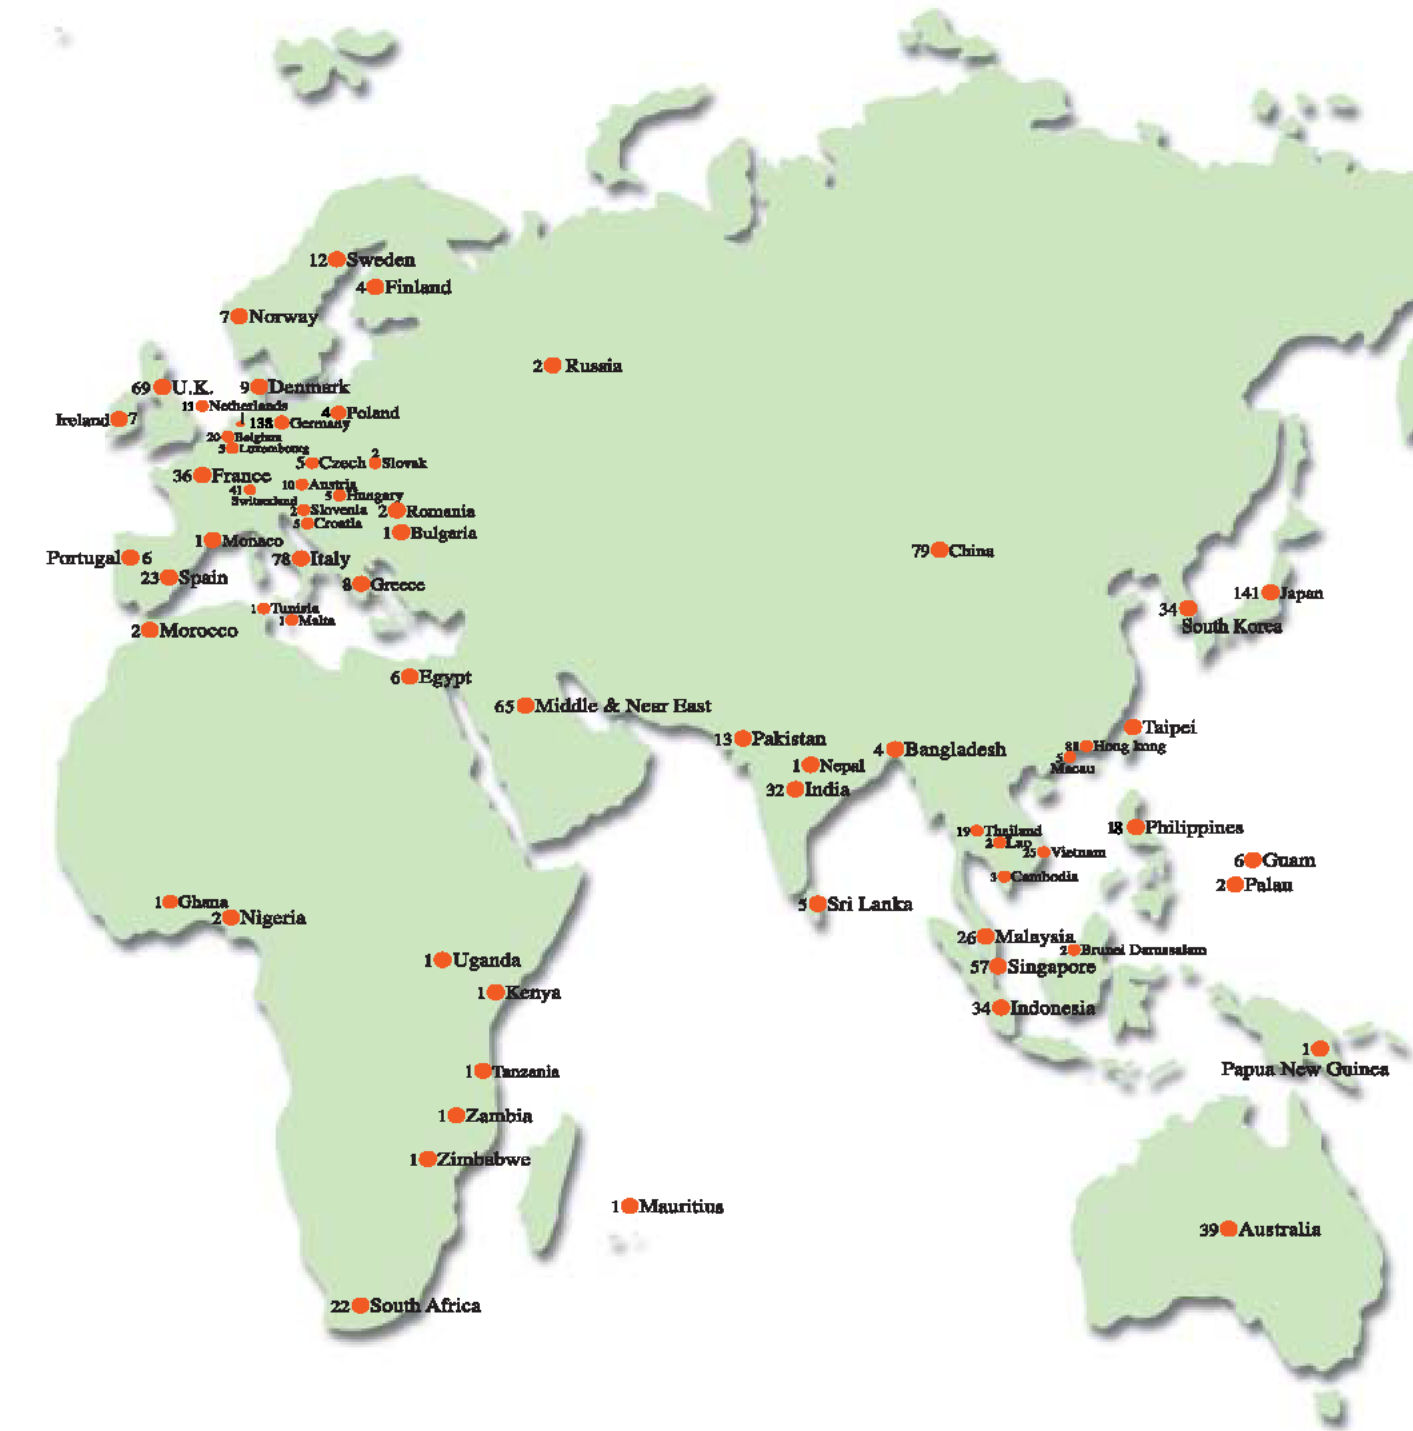 12 Sweden
4 Finland
7 Norway
2 Russia
69 U.K.
9 Denmark
Netherlands
4 Poland
Ireland 7
138 Germany
20 Belgium
Luxembourg
2
5 Czech
Slovak
36 France
10 Austria
41
Switzerland
5 Hungary
2 Slovenia
2 Romania
5 Croatia
1 Bulgaria
1 Monaco
79 China
Portugal 6
78 Italy
23 Spain
8 Greece
141 Japan
1 Tunisia
34
South Korea
1 Malta
2 Morocco
6 Egypt
65 Middle & Near East
Taipei
13 Pakistan
Hong kong
4 Bangladesh
5
Macau
1 Nepal
32 India
18 Philippines
19 Thailand
2 Lao
25 Vietnam
6 Guam
3 Cambodia
2 Palau
1 Ghana
5 Sri Lanka
2 Nigeria
26 Malaysia
2 Brunei Darussalam
1 Uganda
57 Singapore
1 Kenya
34 Indonesia
1
Papua New Guinea
1 Tanzania
1 Zambia
1 Zimbabwe
1 Mauritius
39 Australia
22 South Africa